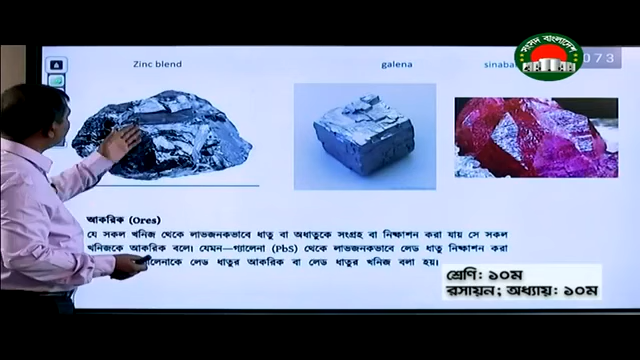 সংসদ বাংলাদেশ
073
Zinc blend
galena
আকরিক (Ores)
যে সকল খনিজ থেকে লাভজনকভাবে ধাতু বা অধাতুকে সংগ্রহ বা নিষ্কাশন করা যায় সে সকল
খনিজকে আকরিক বলে। যেমন—গ্যালেনা (PbS) থেকে লাভজনকভাবে লেড ধাতু নিষ্কাশন করা
লেড ধাতুর আকরিক বা লেড ধাতুর খনিজ বলা হয়।
শ্রেণি: ১০ম
রসায়ন; অধ্যায়: ১০ম